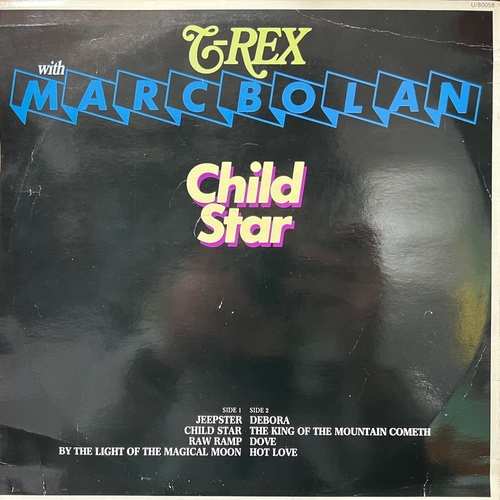 U/80058
T-REX
with
MARC BOLAN
Child
Star
SIDE 1 SIDE 2
JEEPSTER DEBORA
CHILD STAR THE KING OF THE MOUNTAIN COMETH
RAW RAMP DOVE
BY THE LIGHT OF THE MAGICAL MOON HOT LOVE